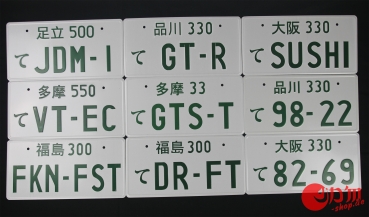 足立 500
て JDM-I
品川 330
て GT-R
大阪 330
て SUSHI
多摩 550
て VT-EC
多摩 33
て GTS-T
品川 330
て 98-22
福島 300
て FKN-FST
福島 300
て DR-FT
大阪 330
て 82-69
-shop.de